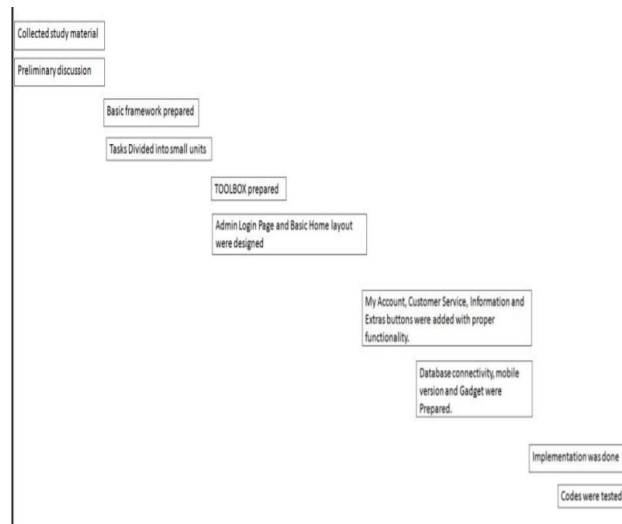 Collected study material
Preliminary discussion
Basic framework prepared
Tasks Divided into small units
TOOLBOX prepared
Admin Login Page and Basic Home layout
were designed
My Account, Customer Service, Information and
Extras buttons were added with proper
functionality.
Database connectivity, mobile
version and Gadget were
Prepared.
Implementation was done
Codes were tested